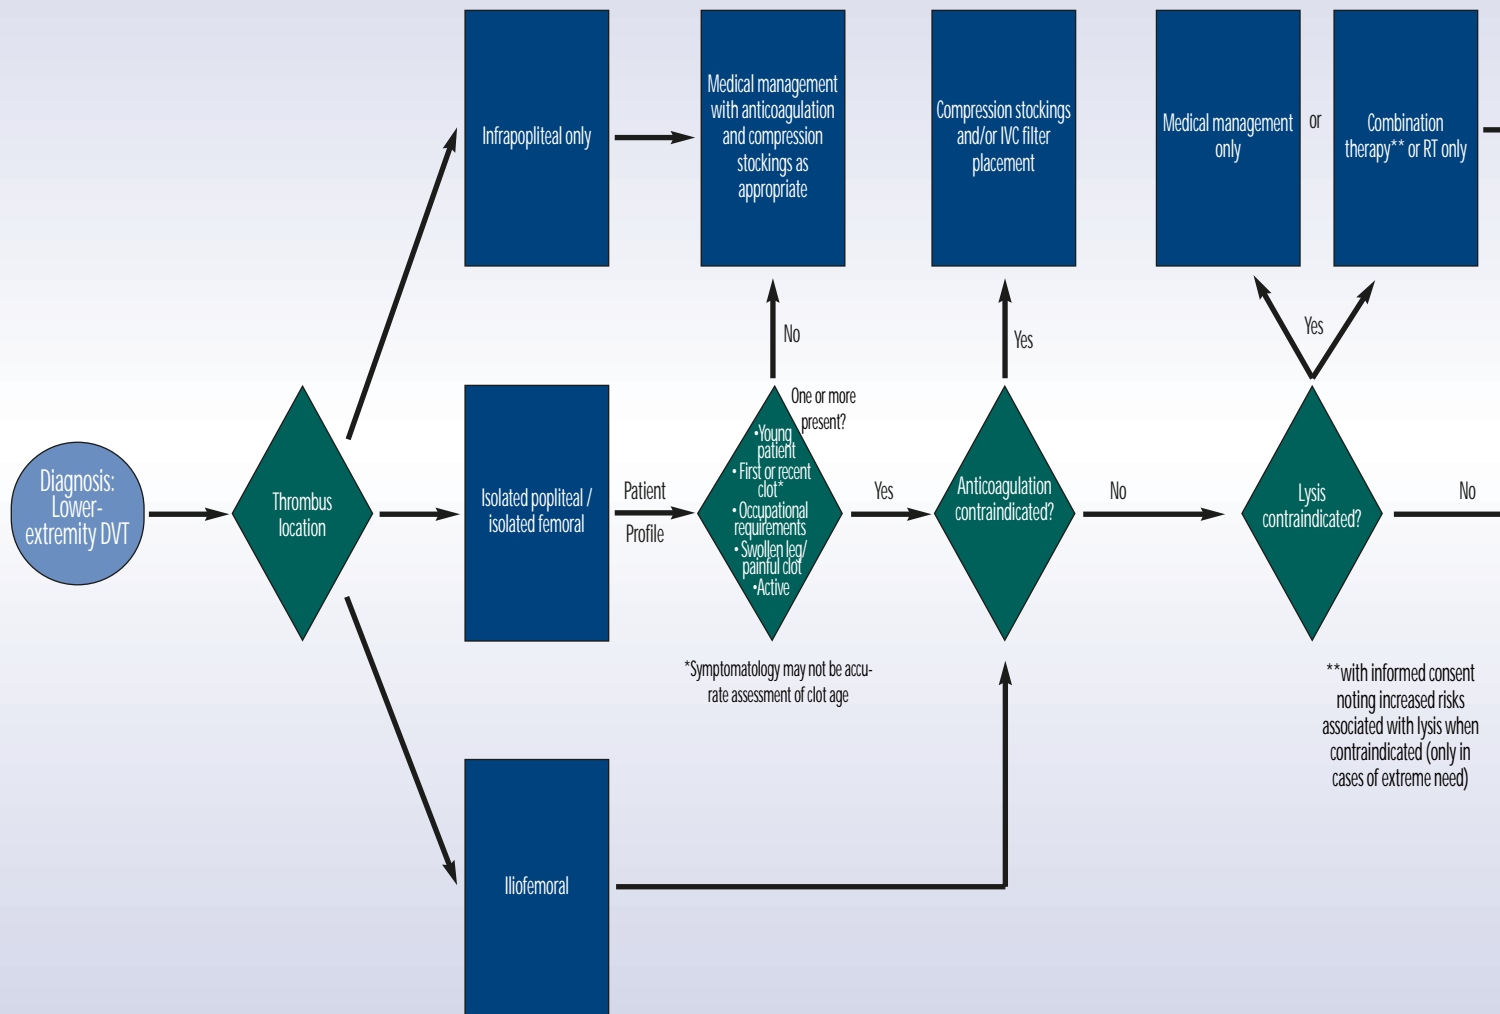 Diagnosis:
Lower-
extremity DVT
Thrombus
location
Infrapopliteal only
Medical management
with anticoagulation
and compression
stockings as
appropriate
Compression stockings
and/or IVC filter
placement
Medical management
only
or
Combination
therapy** or RT only
No
Yes
Yes
Isolated popliteal /
isolated femoral
Patient
Profile
One or more
present?
•Young
patient
• First or recent
clot*
• Occupational
requirements
• Swollen leg/
painful clot
•Active
Yes
Anticoagulation
contraindicated?
No
Lysis
contraindicated?
No
*Symptomatology may not be accu-
rate assessment of clot age
**with informed consent
noting increased risks
associated with lysis when
contraindicated (only in
cases of extreme need)
Iliofemoral